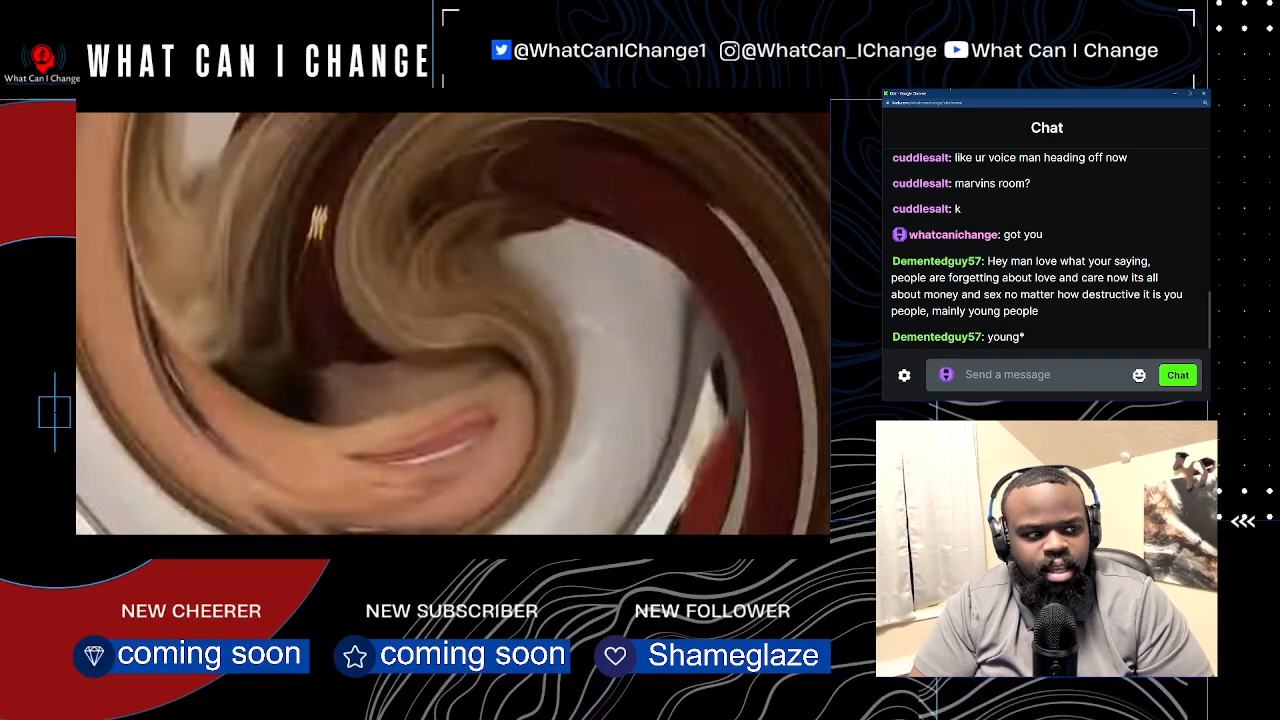 What Can I Change
WHAT CAN I CHANGE
@WhatCanIChange1 @WhatCan_IChange What Can I Change
Chat
cuddlesalt: like ur voice man heading off now
cuddlesalt: marvins room?
cuddlesalt: k
whatcanichange: got you
Dementedguy57: Hey man love what your saying,
people are forgetting about love and care now its all
about money and sex no matter how destructive it is you
people, mainly young people
Dementedguy57: young*
Send a message
Chat
NEW CHEERER
NEW SUBSCRIBER
NEW FOLLOWER
coming soon
coming soon
Shameglaze